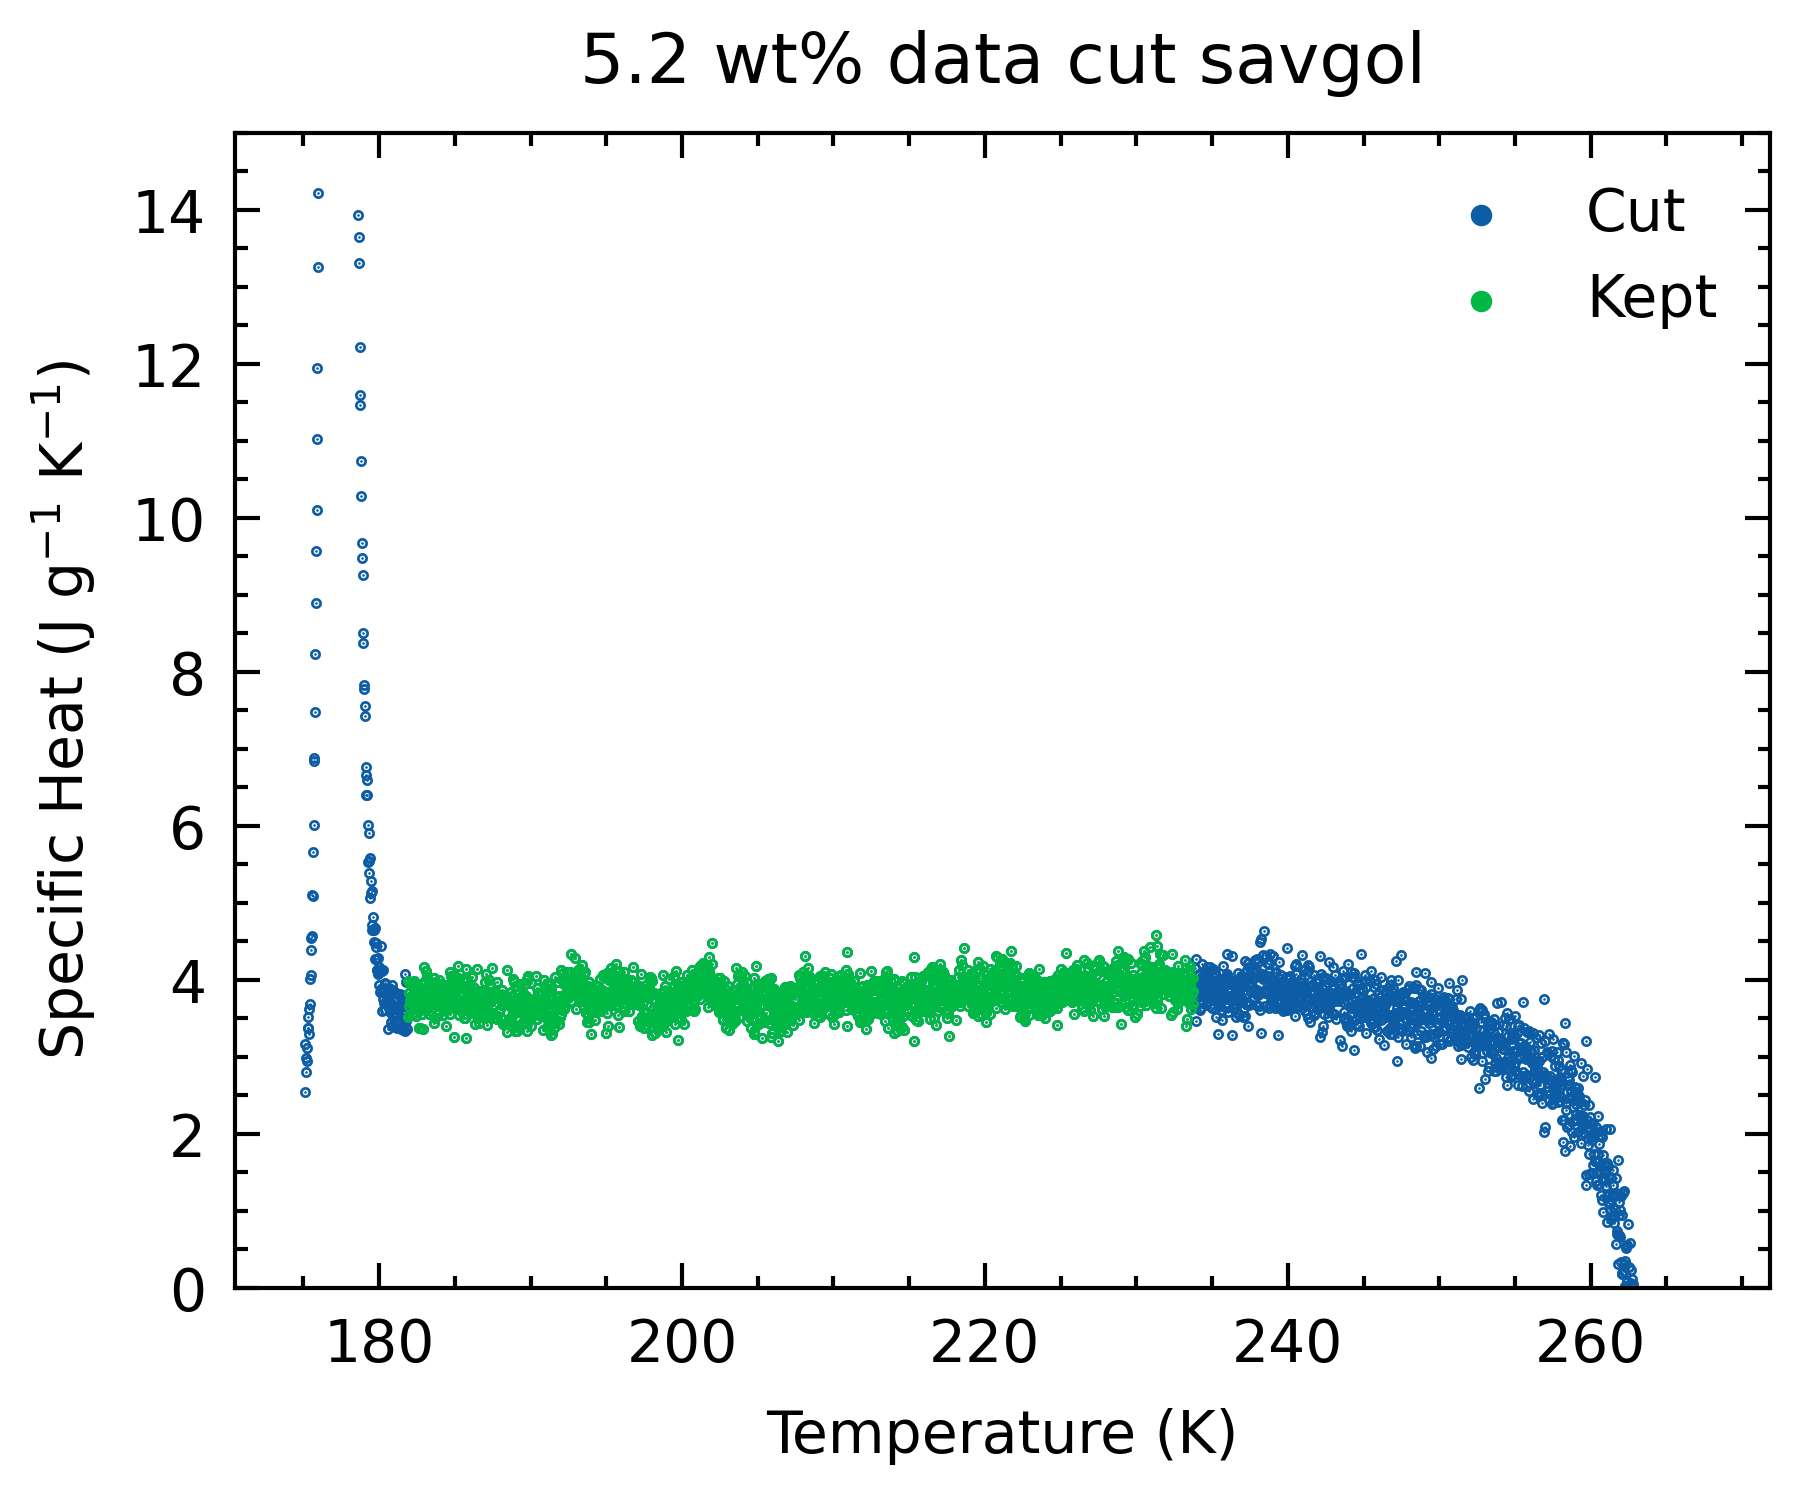 5.2 wt% data cut savgol
Cut
Kept
14
12
10
8
6
4
2
0
Specific Heat (J g⁻¹ K⁻¹)
180 200 220 240 260
Temperature (K)